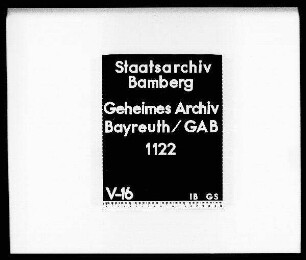 Staatsarchiv
Bamberg
Geheimes Archiv
Bayreuth/GAB
1122
V-16 IB GS